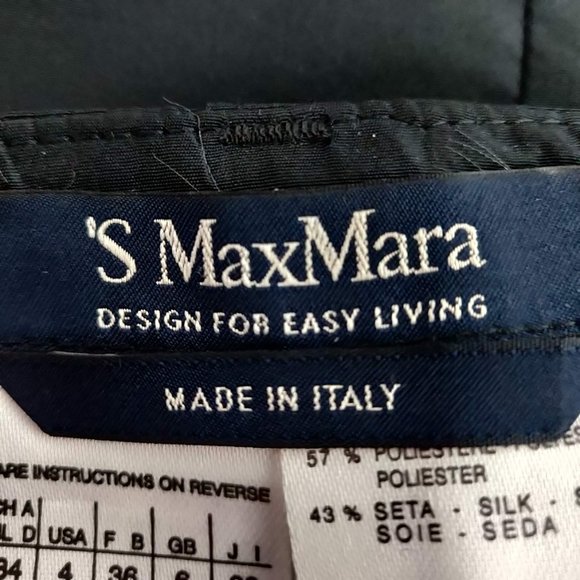 'S MaxMara
DESIGN FOR EASY LIVING
MADE IN ITALY
57 % POLIESTERE
POLIESTER
43 % SETA - SILK -
SOIE - SEDA
INSTRUCTIONS ON REVERSE
USA F B GB J I
4 36